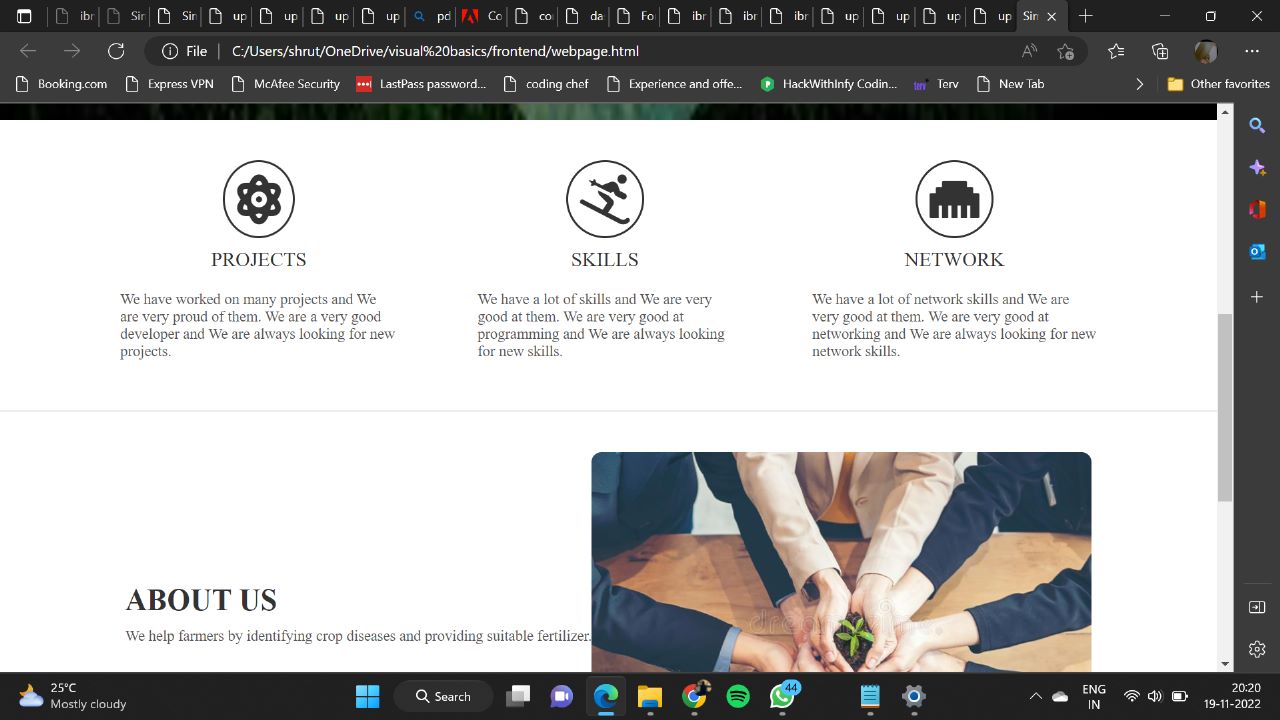 ibr
Sir
Sir
up
up
up
up
pd
Co
co
da
Fo
ibr
ibr
ibr
up
up
up
up
Sin
File
C:/Users/shrut/OneDrive/visual%20basics/frontend/webpage.html
Booking.com
Express VPN
McAfee Security
LastPass password...
coding chef
Experience and offe...
HackWithInfy Codin...
terv
Terv
New Tab
Other favorites
PROJECTS
We have worked on many projects and We
are very proud of them. We are a very good
developer and We are always looking for new
projects.
SKILLS
We have a lot of skills and We are very
good at them. We are very good at
programming and We are always looking
for new skills.
NETWORK
We have a lot of network skills and We are
very good at them. We are very good at
networking and We are always looking for new
network skills.
ABOUT US
We help farmers by identifying crop diseases and providing suitable fertilizer.
dreamstime.
25°C
Mostly cloudy
Search
44
ENG
IN
20:20
19-11-2022